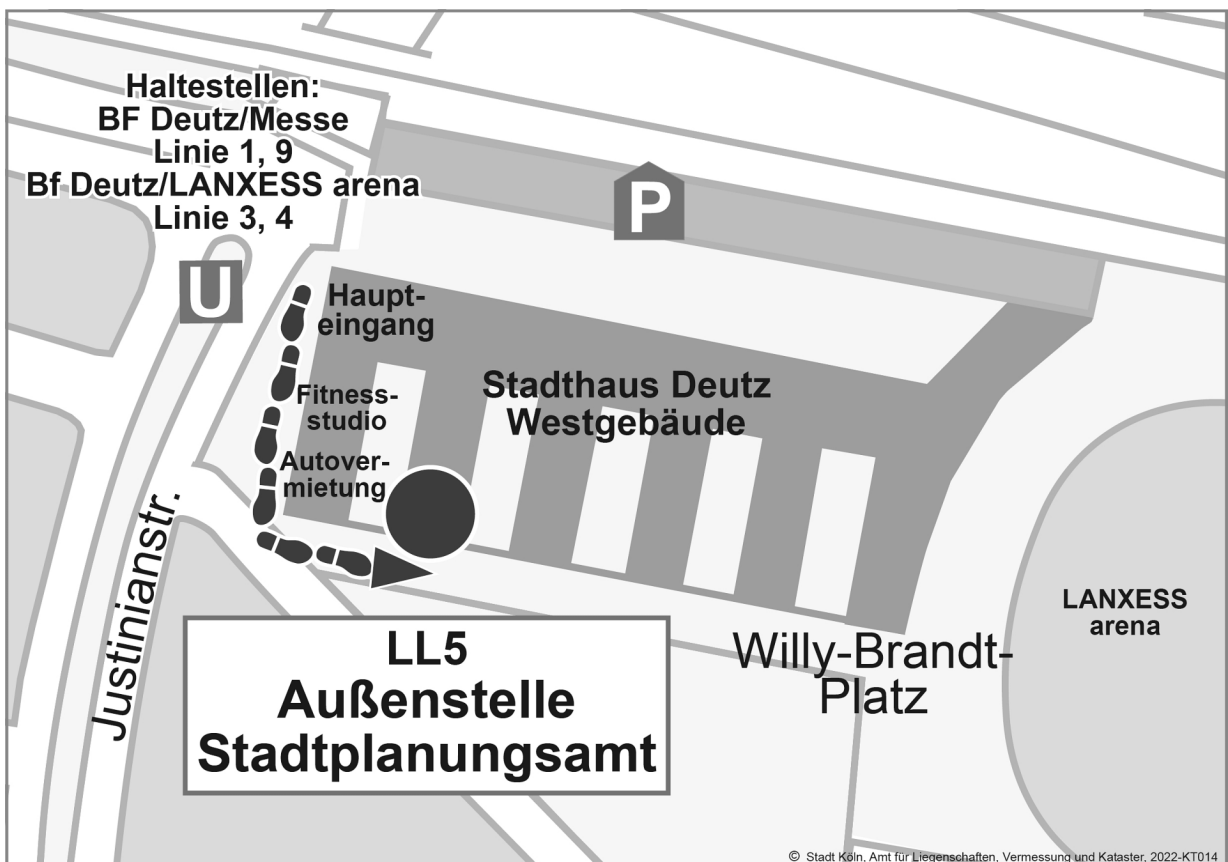 Haltestellen:
BF Deutz/Messe
Linie 1, 9
Bf Deutz/LANXESS arena
Linie 3, 4
P
U
Haupt-
eingang
Stadthaus Deutz
Westgebäude
Fitness-
studio
Autover-
mietung
Justinianstr.
LANXESS
arena
Willy-Brandt-
Platz
LL5
Außenstelle
Stadtplanungsamt
© Stadt Köln, Amt für Liegenschaften, Vermessung und Kataster, 2022-KT014